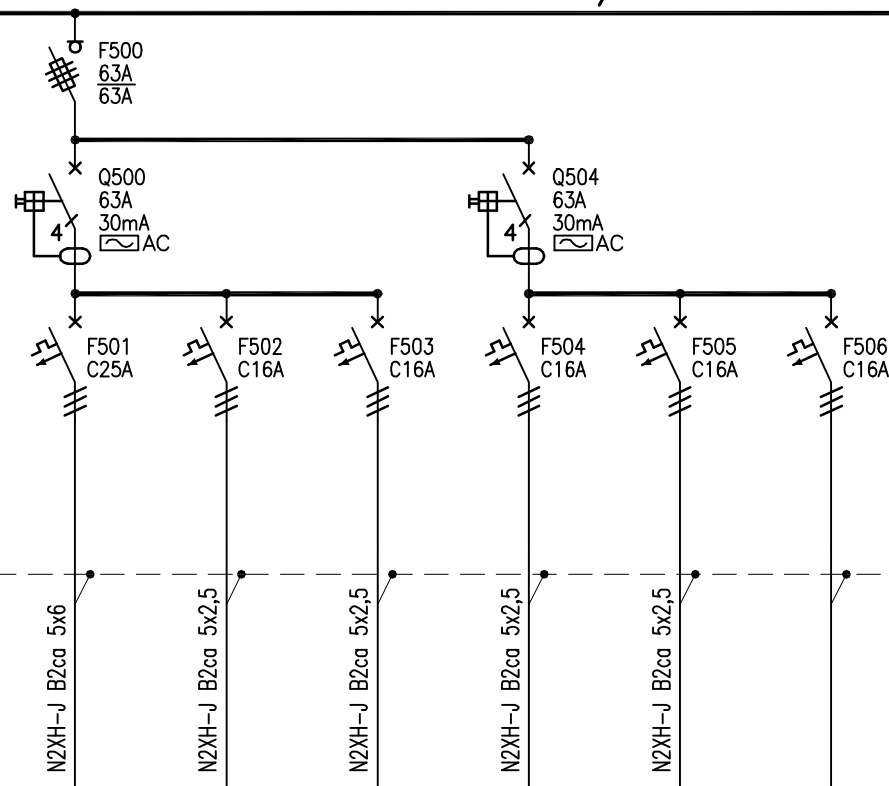 F500
63A
63A
Q500
63A
30mA
AC
4
Q504
63A
30mA
AC
4
F501
C25A
F502
C16A
F503
C16A
F504
C16A
F505
C16A
F506
C16A
N2XH-J B2ca 5x6
N2XH-J B2ca 5x2,5
N2XH-J B2ca 5x2,5
N2XH-J B2ca 5x2,5
N2XH-J B2ca 5x2,5